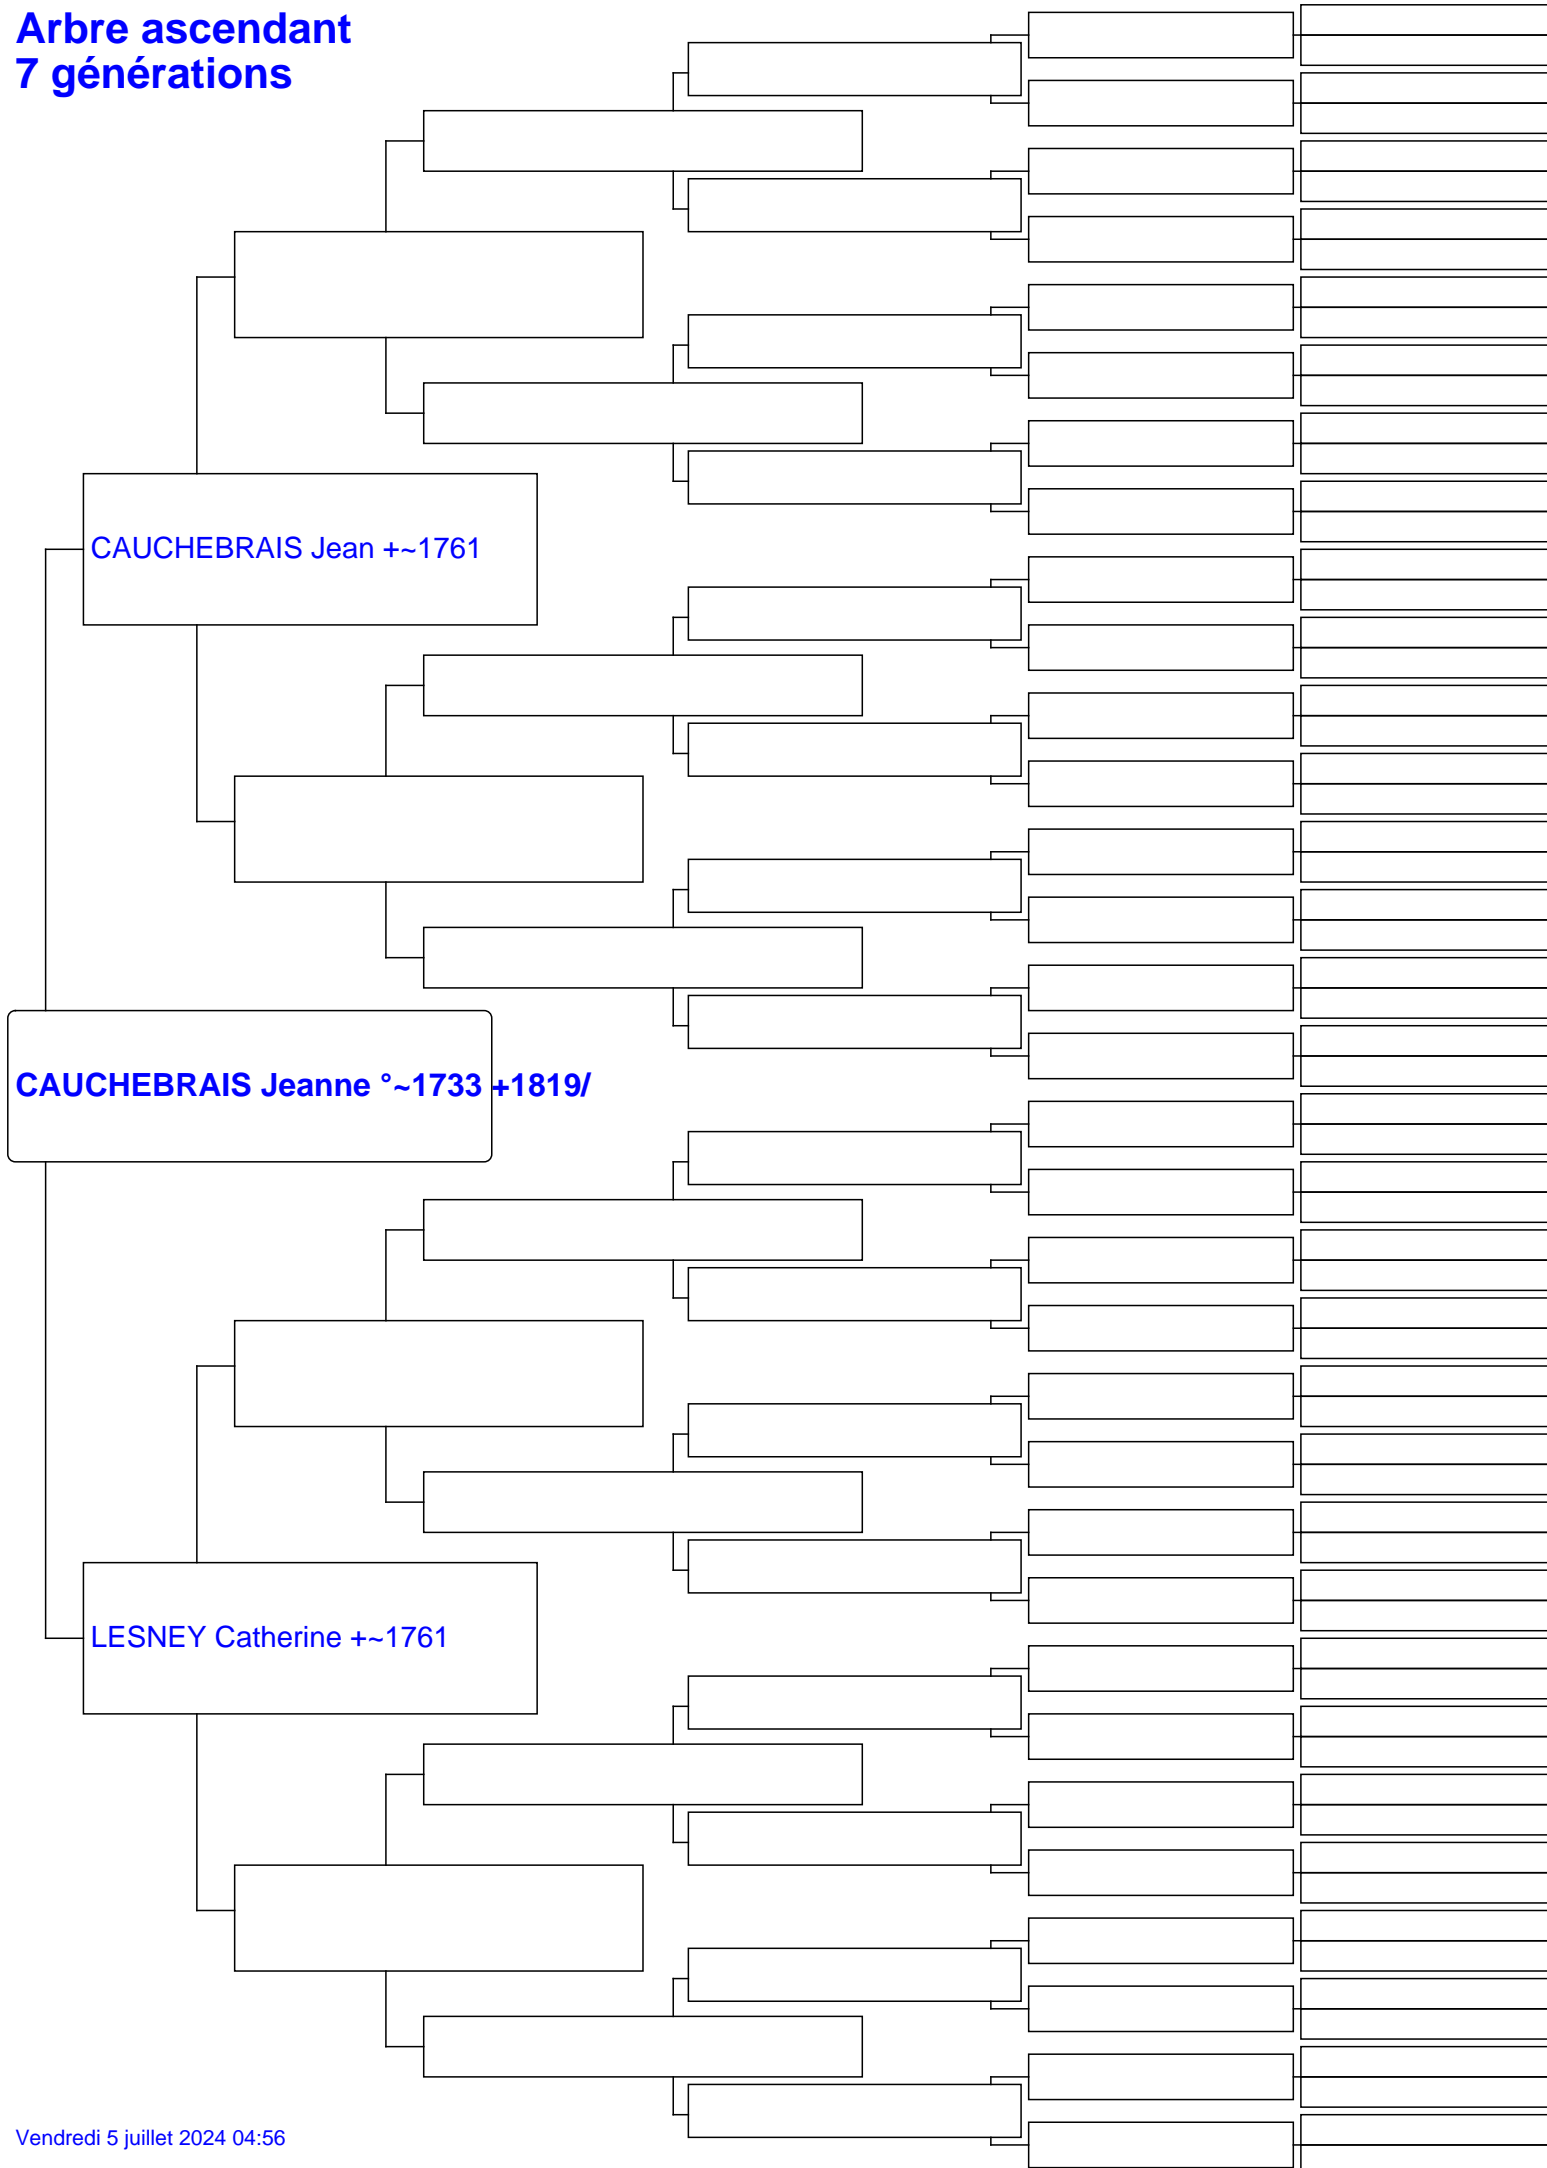 Arbre ascendant
7 générations
CAUCHEBRAIS Jean +~1761
CAUCHEBRAIS Jeanne °~1733 +1819/
LESNEY Catherine +~1761
Vendredi 5 juillet 2024 04:56